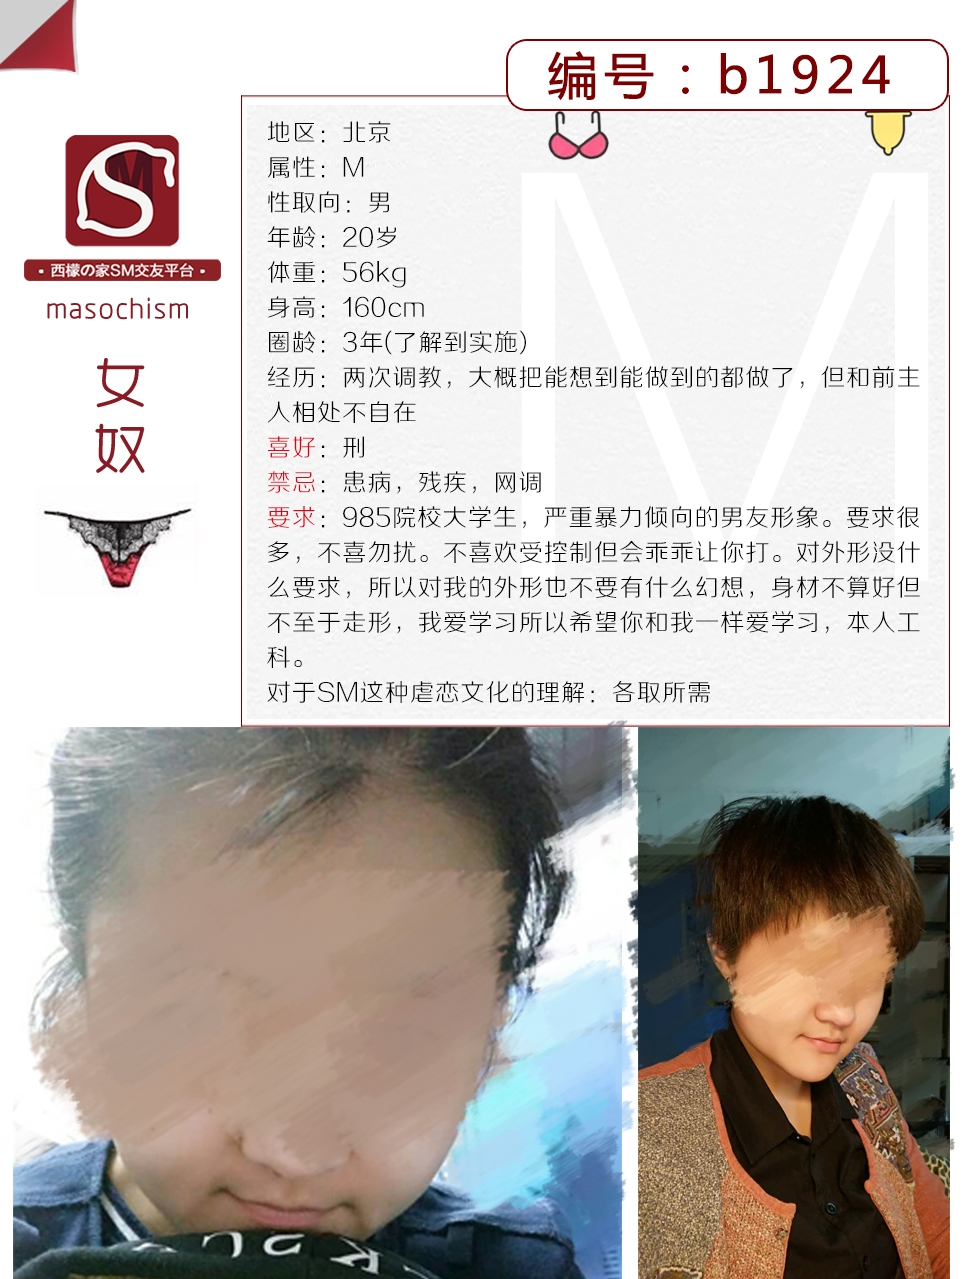 编号：b1924
地区：北京
属性：M
性取向：男
年龄：20岁
体重：56kg
身高：160cm
圈龄：3年(了解到实施)
经历：两次调教，大概把能想到能做到的都做了，但和前主
人相处不自在
喜好：刑
禁忌：患病，残疾，网调
要求：985院校大学生，严重暴力倾向的男友形象。要求很
多，不喜勿扰。不喜欢受控制但会乖乖让你打。对外形没什
么要求，所以对我的外形也不要有什么幻想，身材不算好但
不至于走形，我爱学习所以希望你和我一样爱学习，本人工
科。
对于SM这种虐恋文化的理解：各取所需
SM
·西檬の家SM交友平台·
masochism
女
奴
M